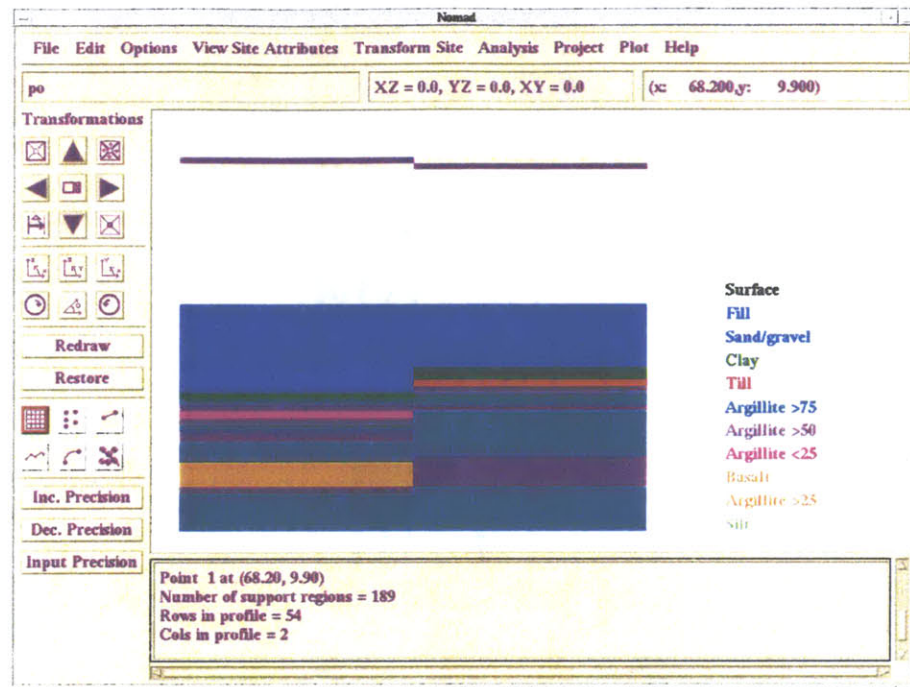 Nomad
File Edit Options View Site Attributes Transform Site Analysis Project Plot Help
po
XZ = 0.0, YZ = 0.0, XY = 0.0
(x: 68.200,y: 9.900)
Transformations
Redraw
Restore
Inc. Precision
Dec. Precision
Input Precision
Surface
Fill
Sand/gravel
Clay
Till
Argillite >75
Argillite >50
Argillite <25
Basalt
Argillite >25
Silt
Point 1 at (68.20, 9.90)
Number of support regions = 189
Rows in profile = 54
Cols in profile = 2